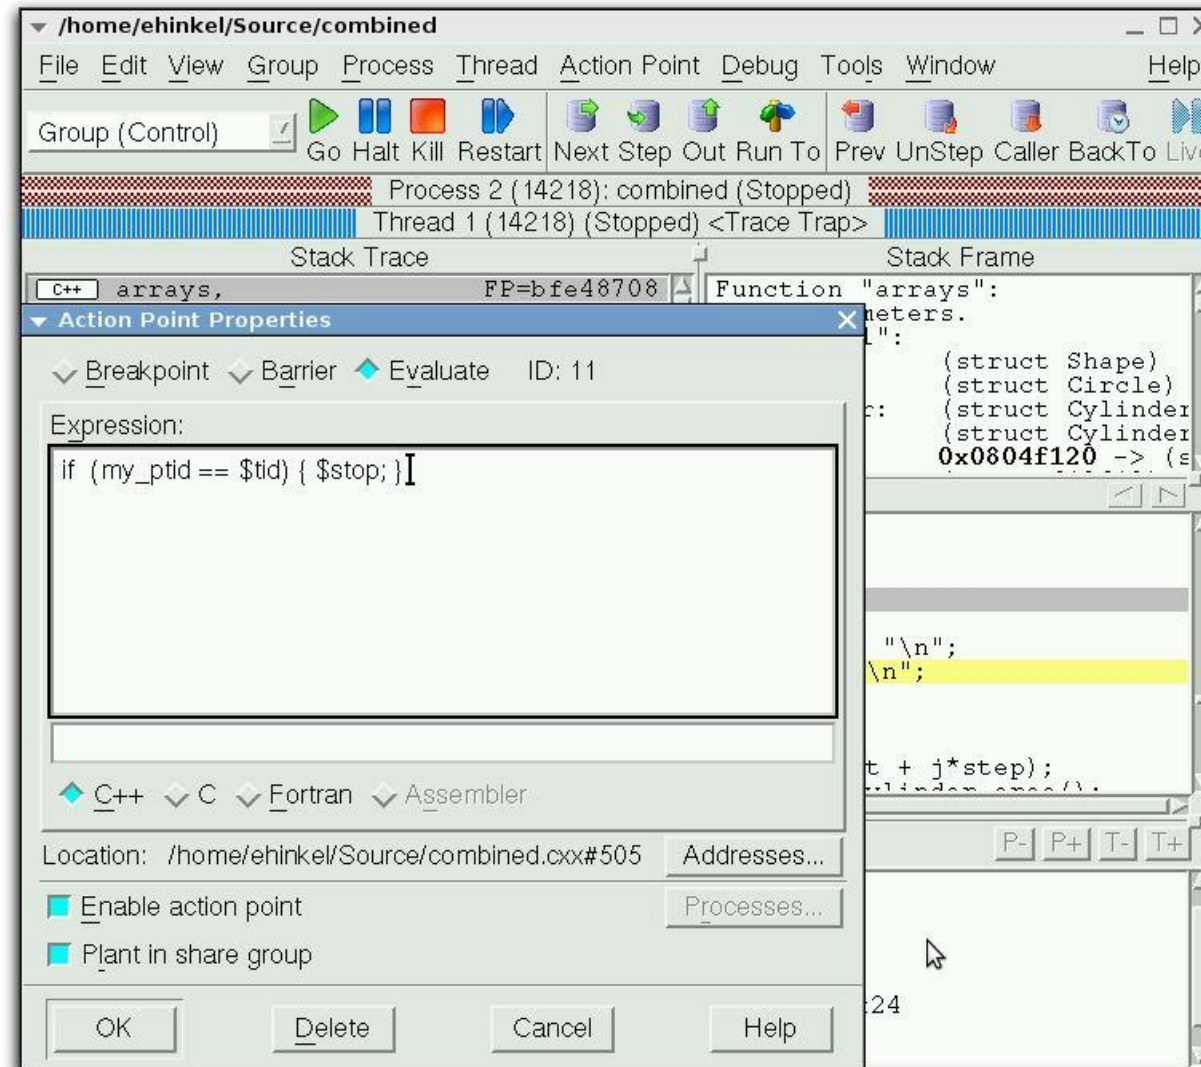 /home/ehinkel/Source/combined
File Edit View Group Process Thread Action Point Debug Tools Window Help
Group (Control)
Go Halt Kill Restart Next Step Out Run To Prev UnStep Caller BackTo
Process 2 (14218): combined (Stopped)
Thread 1 (14218) (Stopped) <Trace Trap>
Stack Trace
Stack Frame
C++ arrays, FP=bfe48708
Function "arrays":
Action Point Properties
":
(struct Shape)
(struct Circle)
r: (struct Cylinder
(struct Cylinder
0x0804f120 -> (s
Breakpoint Barrier Evaluate ID: 11
Expression:
if (my_ptid == $tid) { $stop; }
"\n";
\n";
t + j*step);
C++ C Fortran Assembler
Location: /home/ehinkel/Source/combined.cxx#505 Addresses...
P- P+ T- T+
Enable action point Processes...
Plant in share group
:24
OK Delete Cancel Help